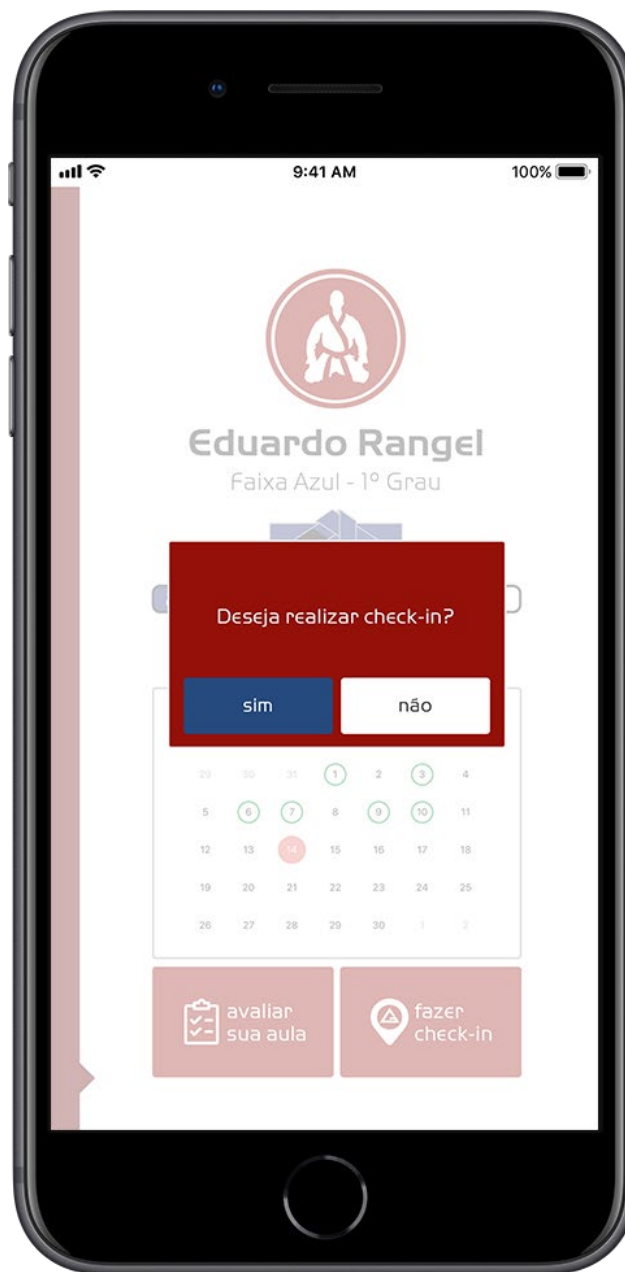 9:41 AM
100%
Eduardo Rangel
Faixa Azul - 1º Grau
Deseja realizar check-in?
sim
não
29 30 31 1 2 3 4
5 6 7 8 9 10 11
12 13 14 15 16 17 18
19 20 21 22 23 24 25
26 27 28 29 30 1 2
avaliar
sua aula
fazer
check-in